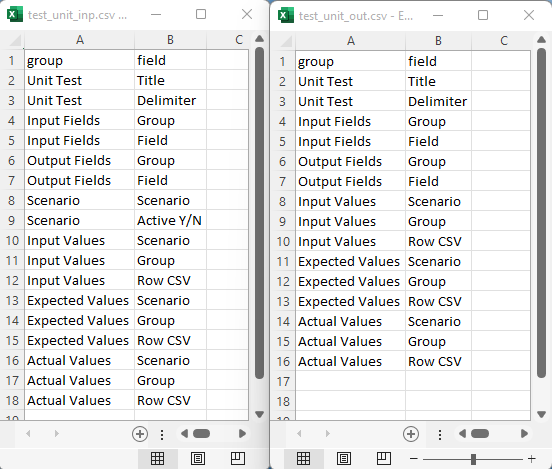 test_unit_inp.csv ...
A B C
1 group field
2 Unit Test Title
3 Unit Test Delimiter
4 Input Fields Group
5 Input Fields Field
6 Output Fields Group
7 Output Fields Field
8 Scenario Scenario
9 Scenario Active Y/N
10 Input Values Scenario
11 Input Values Group
12 Input Values Row CSV
13 Expected Values Scenario
14 Expected Values Group
15 Expected Values Row CSV
16 Actual Values Scenario
17 Actual Values Group
18 Actual Values Row CSV
19
test_unit_out.csv - E...
A B C
1 group field
2 Unit Test Title
3 Unit Test Delimiter
4 Input Fields Group
5 Input Fields Field
6 Output Fields Group
7 Output Fields Field
8 Input Values Scenario
9 Input Values Group
10 Input Values Row CSV
11 Expected Values Scenario
12 Expected Values Group
13 Expected Values Row CSV
14 Actual Values Scenario
15 Actual Values Group
16 Actual Values Row CSV
17
18
19